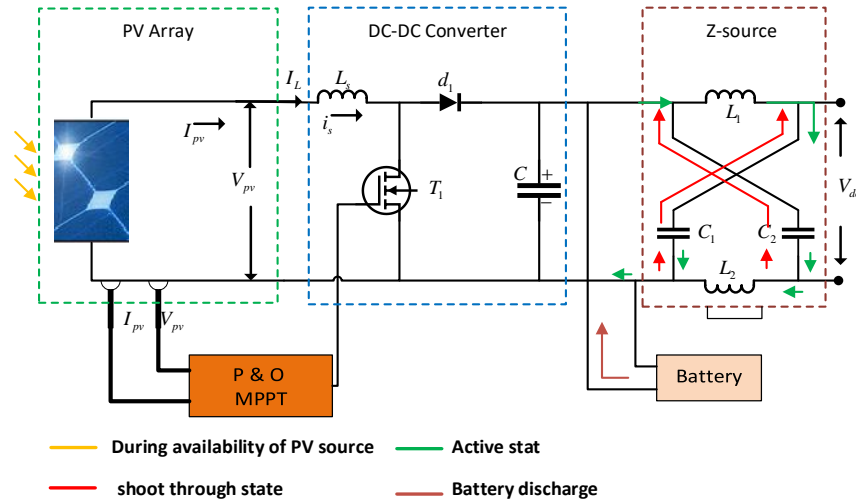 PV Array
DC-DC Converter
Z-source
I_L
L_s
d_1
I_pv
i_s
L_1
V_pv
T_1
C
+
−
C_1
C_2
L_2
I_pv
V_pv
P & O
MPPT
Battery
During availability of PV source
Active stat
shoot through state
Battery discharge